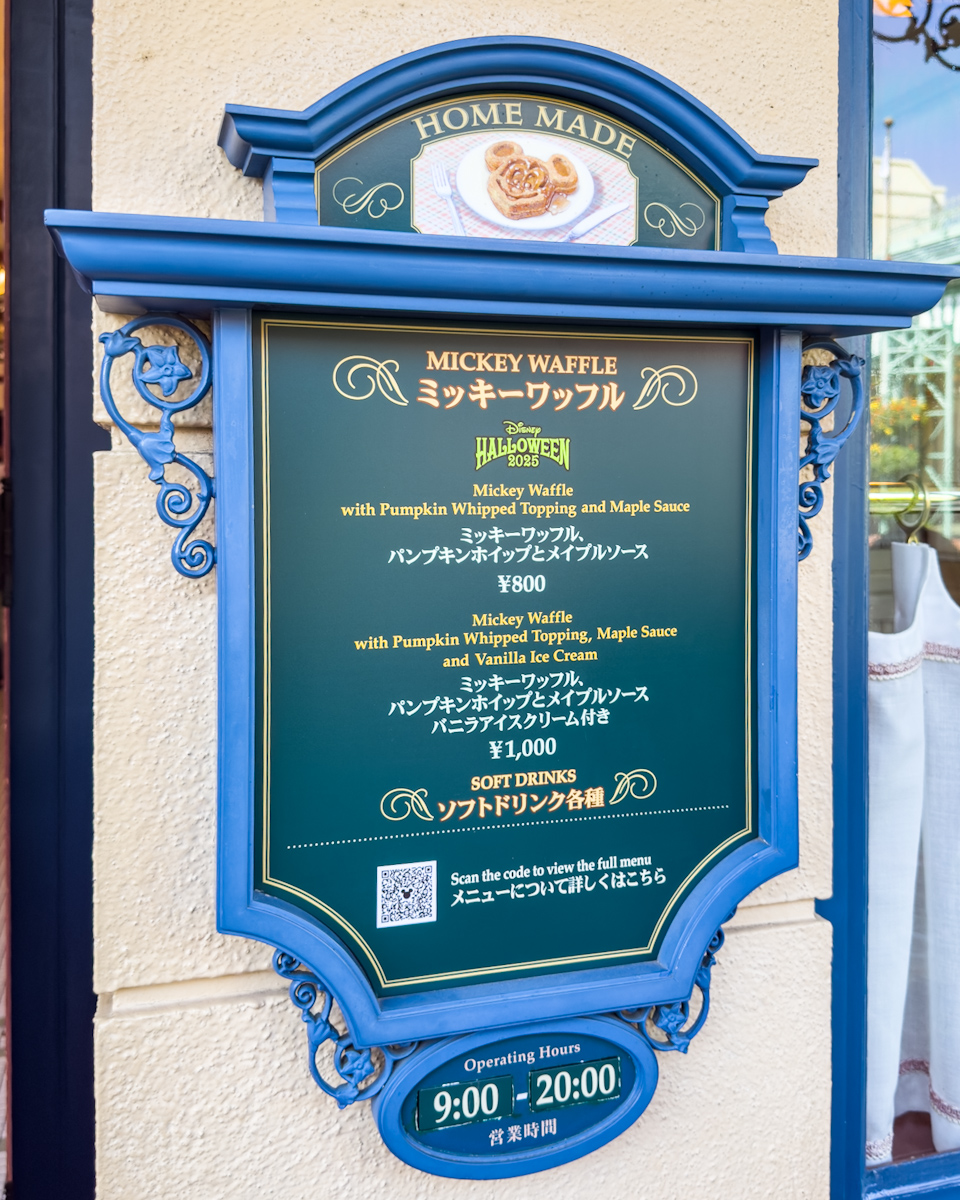 HOME MADE
MICKEY WAFFLE
ミッキーワッフル
Disney
HALLOWEEN
2025
Mickey Waffle
with Pumpkin Whipped Topping and Maple Sauce
ミッキーワッフル、
パンプキンホイップとメイプルソース
¥800
Mickey Waffle
with Pumpkin Whipped Topping, Maple Sauce
and Vanilla Ice Cream
ミッキーワッフル、
パンプキンホイップとメイプルソース
バニラアイスクリーム付き
¥1,000
SOFT DRINKS
ソフトドリンク各種
Scan the code to view the full menu
メニューについて詳しくはこちら
Operating Hours
9:00 - 20:00
営業時間